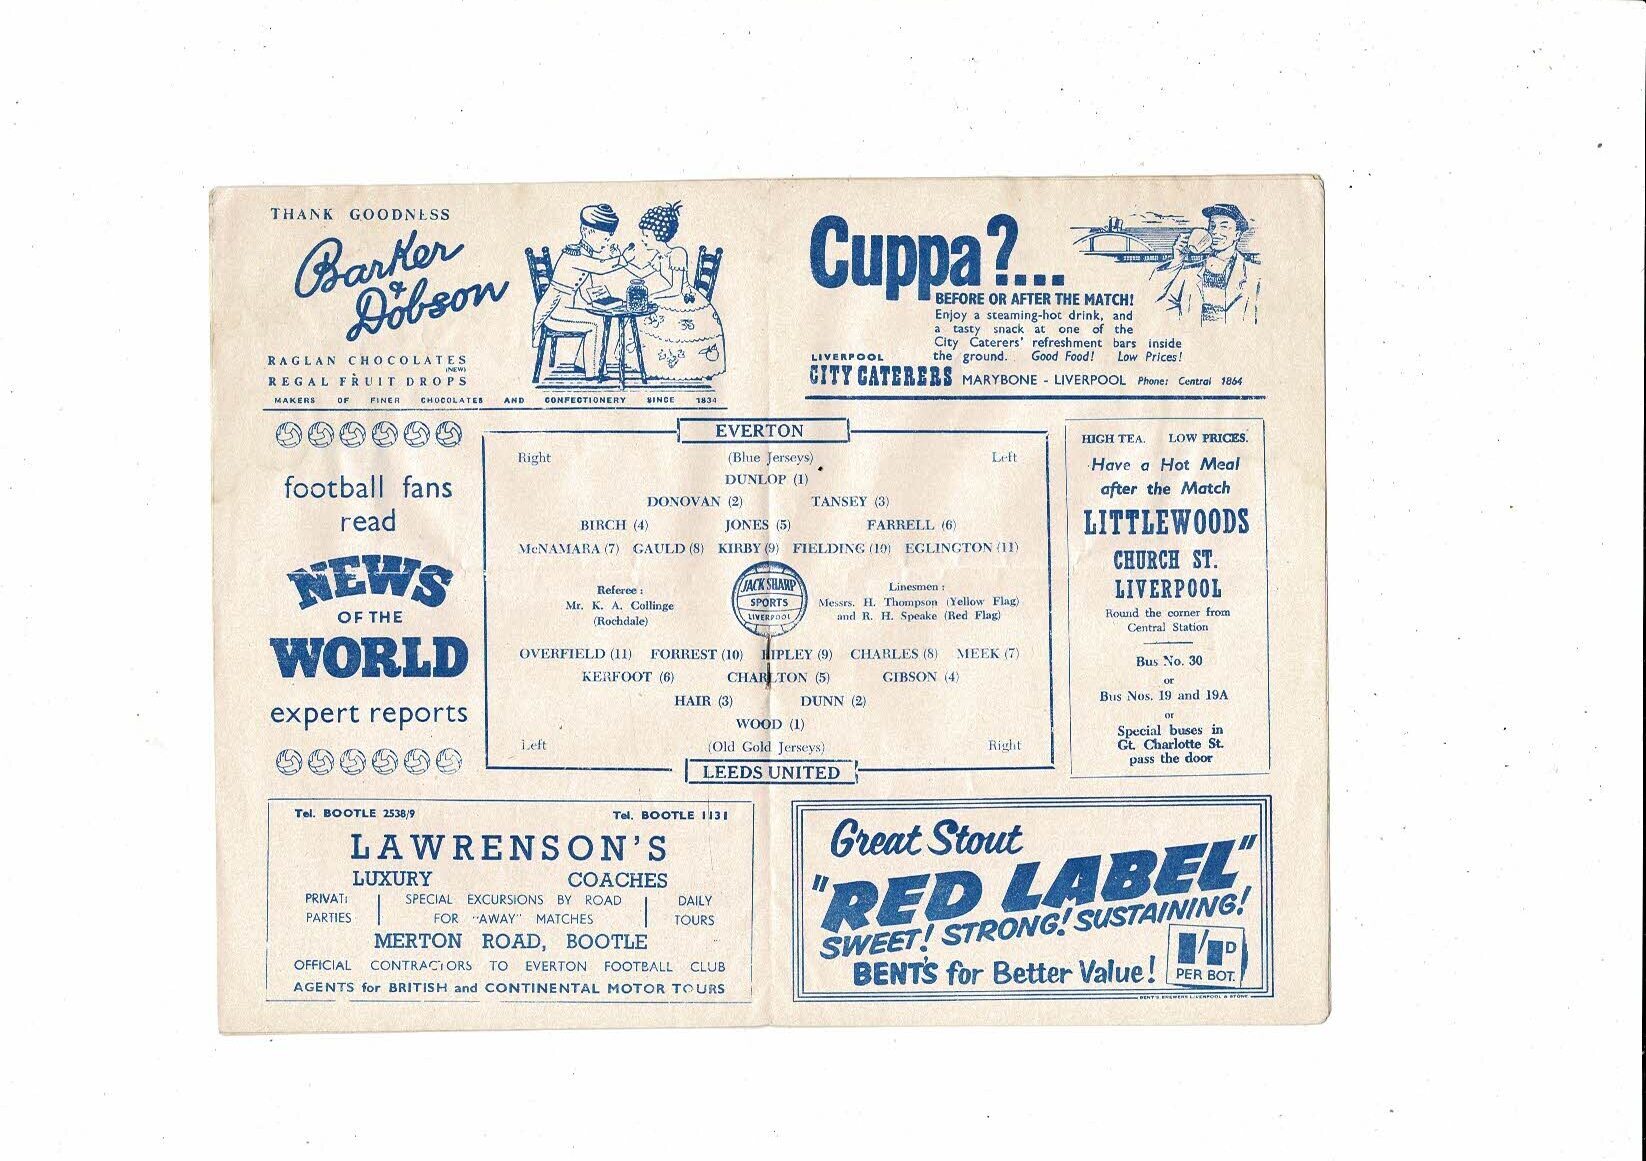 THANK GOODNESS
Barker
& Dobson
RAGLAN CHOCOLATES
(NEW)
REGAL FRUIT DROPS
MAKERS OF FINER CHOCOLATES AND CONFECTIONERY SINCE 1834
Cuppa?...
BEFORE OR AFTER THE MATCH!
Enjoy a steaming-hot drink, and
a tasty snack at one of the
City Caterers' refreshment bars inside
the ground. Good Food! Low Prices!
LIVERPOOL
CITY CATERERS MARYBONE - LIVERPOOL Phone: Central 1864
football fans
read
NEWS
OF THE
WORLD
expert reports
EVERTON
Right (Blue Jerseys) Left
DUNLOP (1)
DONOVAN (2) TANSEY (3)
BIRCH (4) JONES (5) FARRELL (6)
McNAMARA (7) GAULD (8) KIRBY (9) FIELDING (10) EGLINGTON (11)
Referee :
Mr. K. A. Collinge
(Rochdale)
JACK SHARP
SPORTS
LIVERPOOL
Linesmen :
Messrs. H. Thompson (Yellow Flag)
and R. H. Speake (Red Flag)
OVERFIELD (11) FORREST (10) RIPLEY (9) CHARLES (8) MEEK (7)
KERFOOT (6) CHARLTON (5) GIBSON (4)
HAIR (3) DUNN (2)
WOOD (1)
Left (Old Gold Jerseys) Right
LEEDS UNITED
HIGH TEA. LOW PRICES.
Have a Hot Meal
after the Match
LITTLEWOODS
CHURCH ST.
LIVERPOOL
Round the corner from
Central Station
Bus No. 30
or
Bus Nos. 19 and 19A
or
Special buses in
Gt. Charlotte St.
pass the door
Tel. BOOTLE 2538/9 Tel. BOOTLE 1131
LAWRENSON'S
LUXURY COACHES
PRIVATE SPECIAL EXCURSIONS BY ROAD DAILY
PARTIES FOR "AWAY" MATCHES TOURS
MERTON ROAD, BOOTLE
OFFICIAL CONTRACTORS TO EVERTON FOOTBALL CLUB
AGENTS for BRITISH and CONTINENTAL MOTOR TOURS
Great Stout
"RED LABEL"
SWEET! STRONG! SUSTAINING!
BENT'S for Better Value!
PER BOT.
BENT'S BREWERY LIVERPOOL & STONE